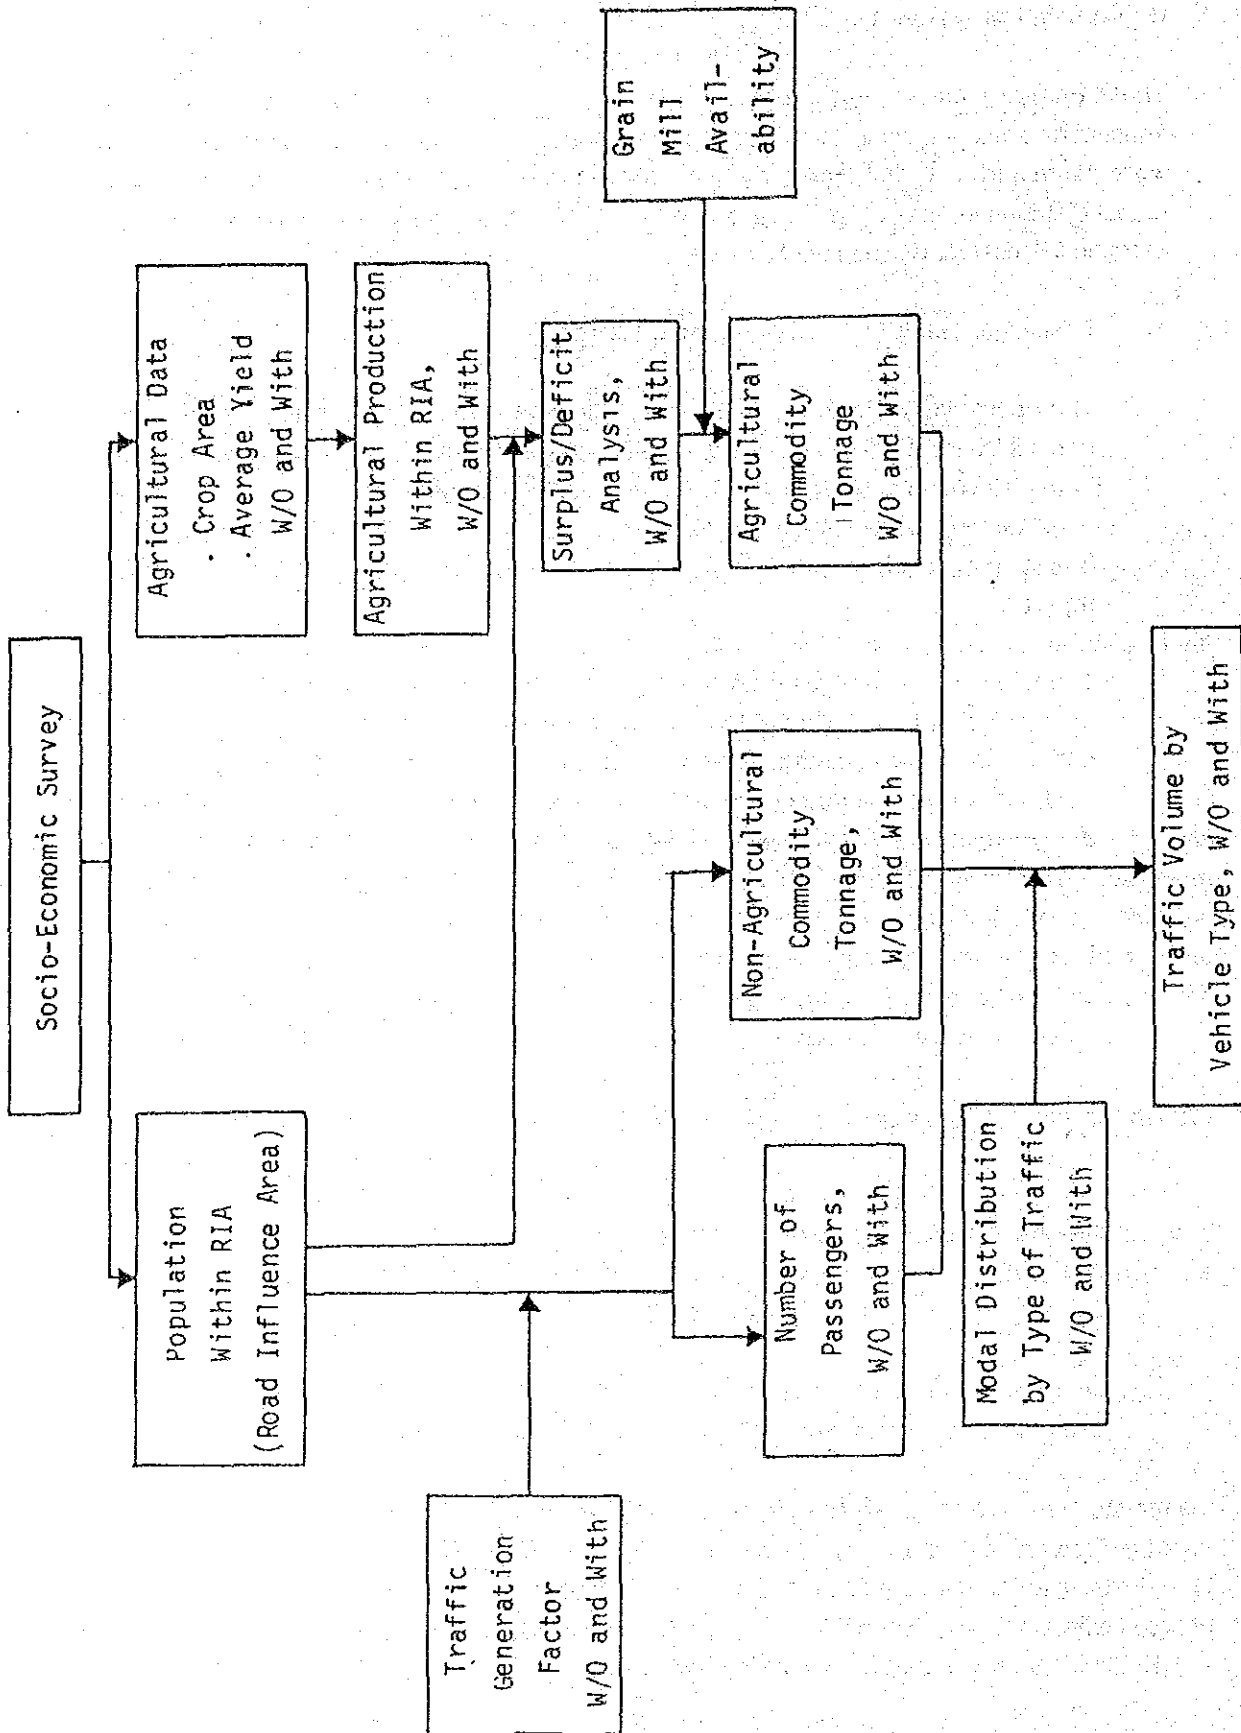 Socio-Economic Survey
Population
Within RIA
(Road Influence Area)
Agricultural Data
. Crop Area
. Average Yield
W/O and With
Traffic
Generation
Factor
W/O and With
Agricultural Production
Within RIA,
W/O and With
Surplus/Deficit
Analysis,
W/O and With
Grain
Mill
Avail-
ability
Number of
Passengers,
W/O and With
Non-Agricultural
Commodity
Tonnage,
W/O and With
Agricultural
Commodity
Tonnage
W/O and With
Modal Distribution
by Type of Traffic
W/O and With
Traffic Volume by
Vehicle Type, W/O and With